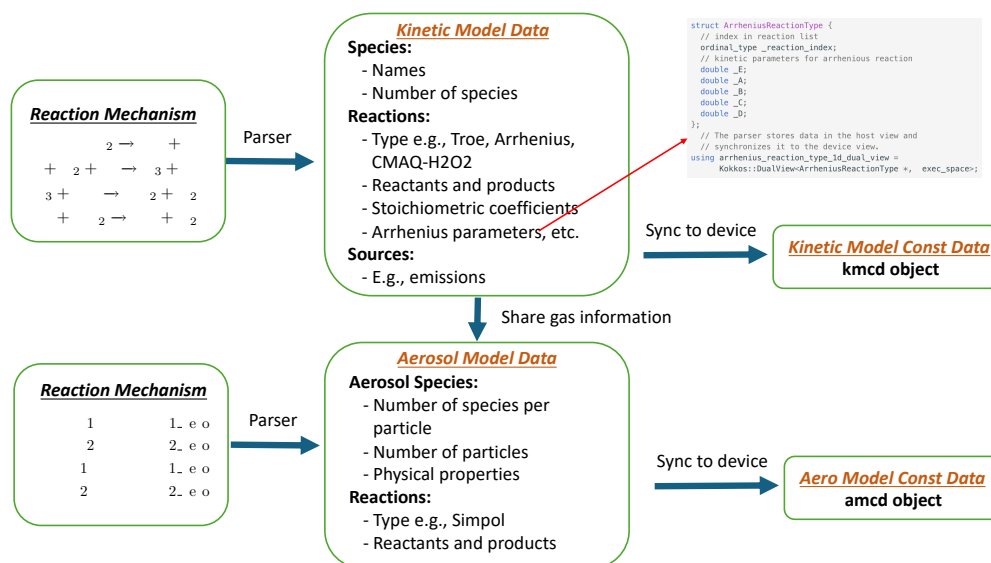 Reaction Mechanism
2 → +
+ 2 + → 3 +
3 + → 2 + 2
+ 2 → + 2
Parser
Kinetic Model Data
Species:
- Names
- Number of species
Reactions:
- Type e.g., Troe, Arrhenius,
CMAQ-H2O2
- Reactants and products
- Stoichiometric coefficients
- Arrhenius parameters, etc.
Sources:
- E.g., emissions
struct ArrheniusReactionType {
// index in reaction list
ordinal_type _reaction_index;
// kinetic parameters for arrhenious reaction
double _E;
double _A;
double _B;
double _C;
double _D;
};
// The parser stores data in the host view and
// synchronizes it to the device view.
using arrhenius_reaction_type_1d_dual_view =
Kokkos::DualView<ArrheniusReactionType *, exec_space>;
Sync to device
Kinetic Model Const Data
kmcd object
Share gas information
Reaction Mechanism
1 1_ e o
2 2_ e o
1 1_ e o
2 2_ e o
Parser
Aerosol Model Data
Aerosol Species:
- Number of species per
particle
- Number of particles
- Physical properties
Reactions:
- Type e.g., Simpol
- Reactants and products
Sync to device
Aero Model Const Data
amcd object